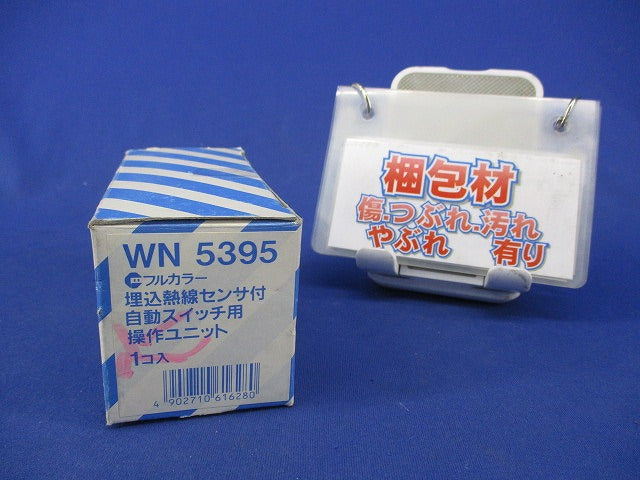 WN 5395
フルカラー
埋込熱線センサ付
自動スイッチ用
操作ユニット
1コ入
4 902710 616280
梱包材
傷.つぶれ.汚れ
やぶれ 有り